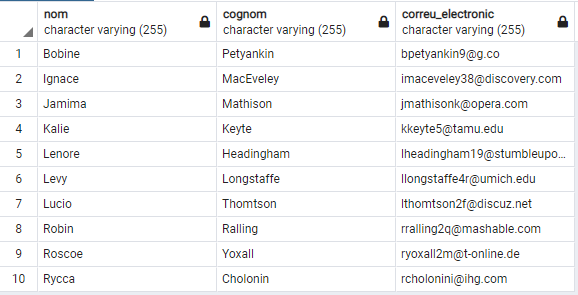 nom cognom correu_electronic
character varying (255) character varying (255) character varying (255)
1 Bobine Petyankin bpetyankin9@g.co
2 Ignace MacEveley imaceveley38@discovery.com
3 Jamima Mathison jmathisonk@opera.com
4 Kalie Keyte kkeyte5@tamu.edu
5 Lenore Headingham lheadingham19@stumbleupo...
6 Levy Longstaffe llongstaffe4r@umich.edu
7 Lucio Thomtson lthomtson2f@discuz.net
8 Robin Ralling rralling2q@mashable.com
9 Roscoe Yoxall ryoxall2m@t-online.de
10 Rycca Cholonin rcholonini@ihg.com